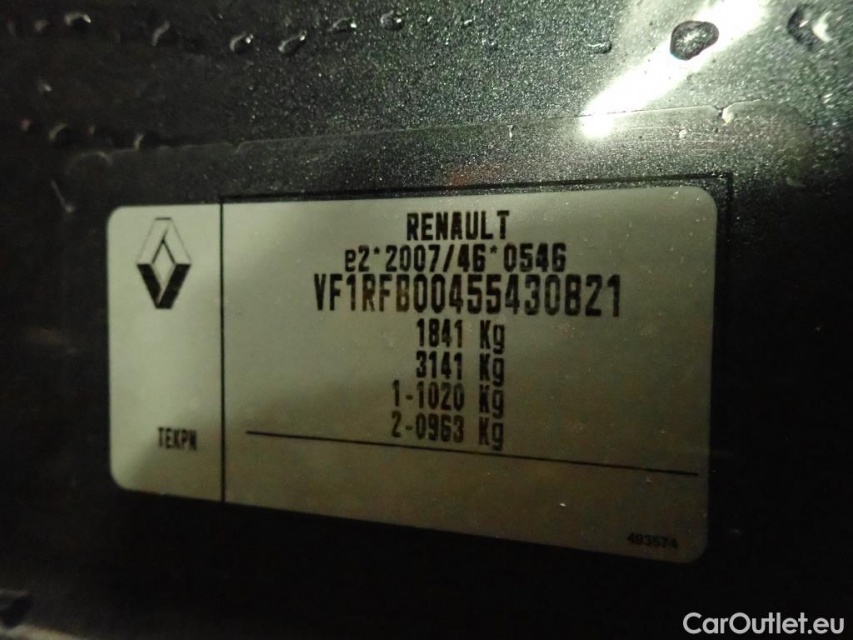 RENAULT
e2*2007/46*0546
VF1RFB00455430821
1841 Kg
3141 Kg
1-1020 Kg
2-0963 Kg
TEKPN
493574
CarOutlet.eu